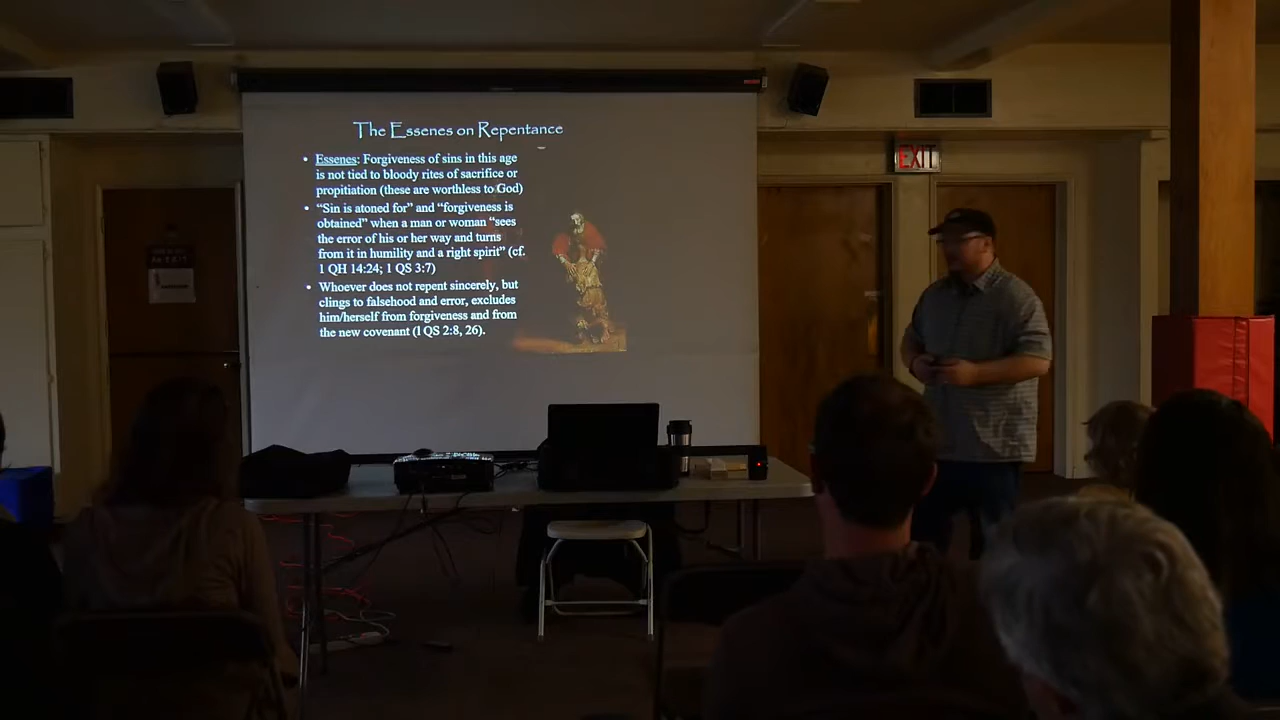 The Essenes on Repentance
• Essenes: Forgiveness of sins in this age
is not tied to bloody rites of sacrifice or
propitiation (these are worthless to God)
• “Sin is atoned for” and “forgiveness is
obtained” when a man or woman “sees
the error of his or her way and turns
from it in humility and a right spirit” (cf.
1 QH 14:24; 1 QS 3:7)
• Whoever does not repent sincerely, but
clings to falsehood and error, excludes
him/herself from forgiveness and from
the new covenant (1 QS 2:8, 26).
EXIT